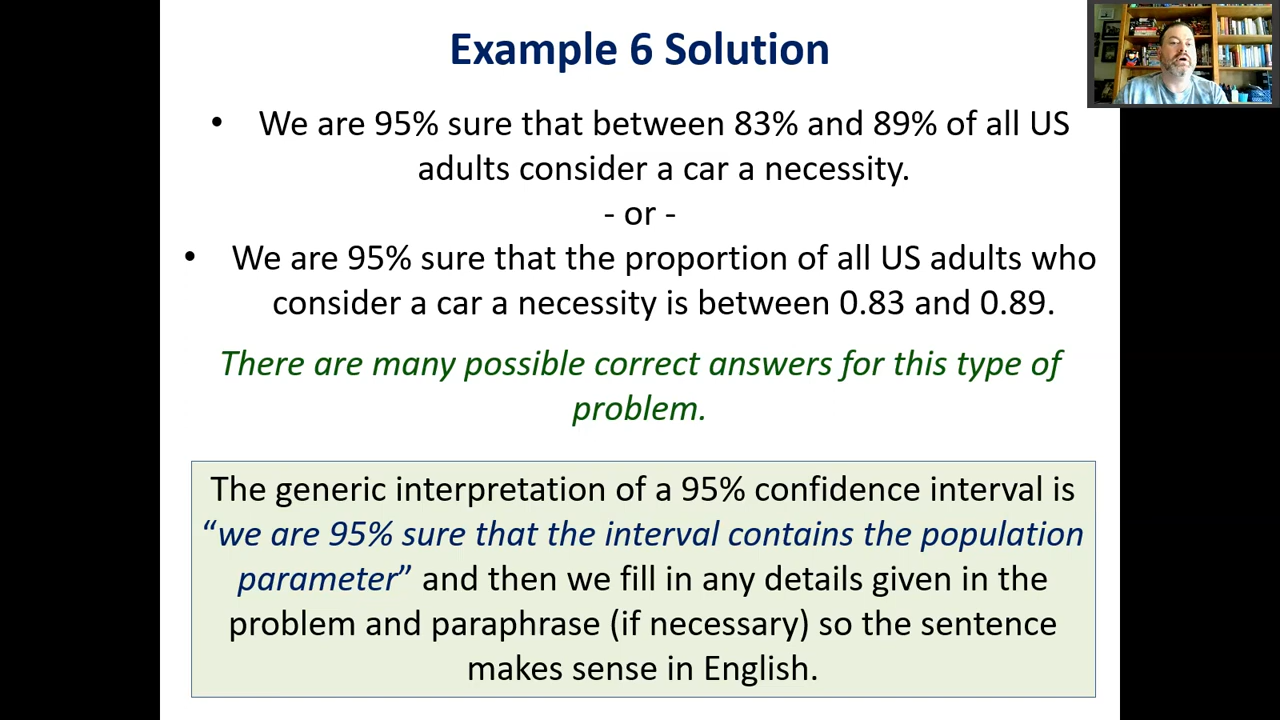 Example 6 Solution
• We are 95% sure that between 83% and 89% of all US
adults consider a car a necessity.
- or -
• We are 95% sure that the proportion of all US adults who
consider a car a necessity is between 0.83 and 0.89.
There are many possible correct answers for this type of
problem.
The generic interpretation of a 95% confidence interval is
“we are 95% sure that the interval contains the population
parameter” and then we fill in any details given in the
problem and paraphrase (if necessary) so the sentence
makes sense in English.